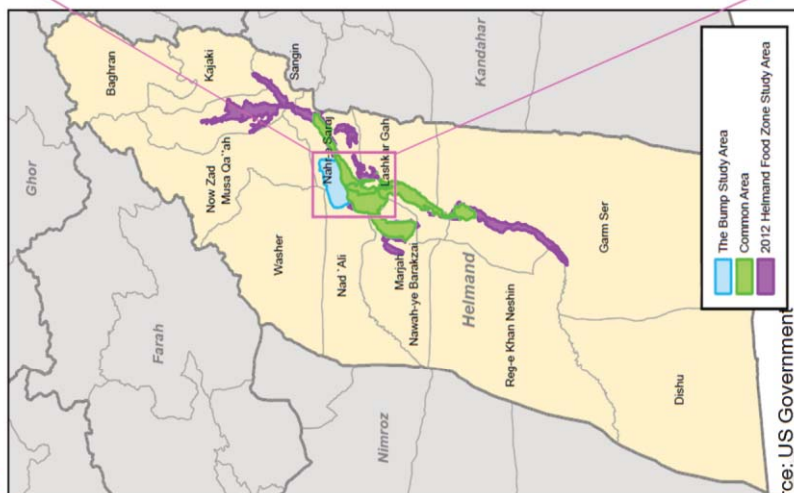 Ghor
Baghran
Kajaki
Sangin
Now Zad
Musa Qa``ah
Farah
Washer
Nahr-e Saraj
Lashkar Gah
Kandahar
Nad `Ali
Marjah
Nawah-ye Barakzai
Helmand
Nimroz
Reg-e Khan Neshin
Garm Ser
Dishu
The Bump Study Area
Common Area
2012 Helmand Food Zone Study Area
rce: US Government